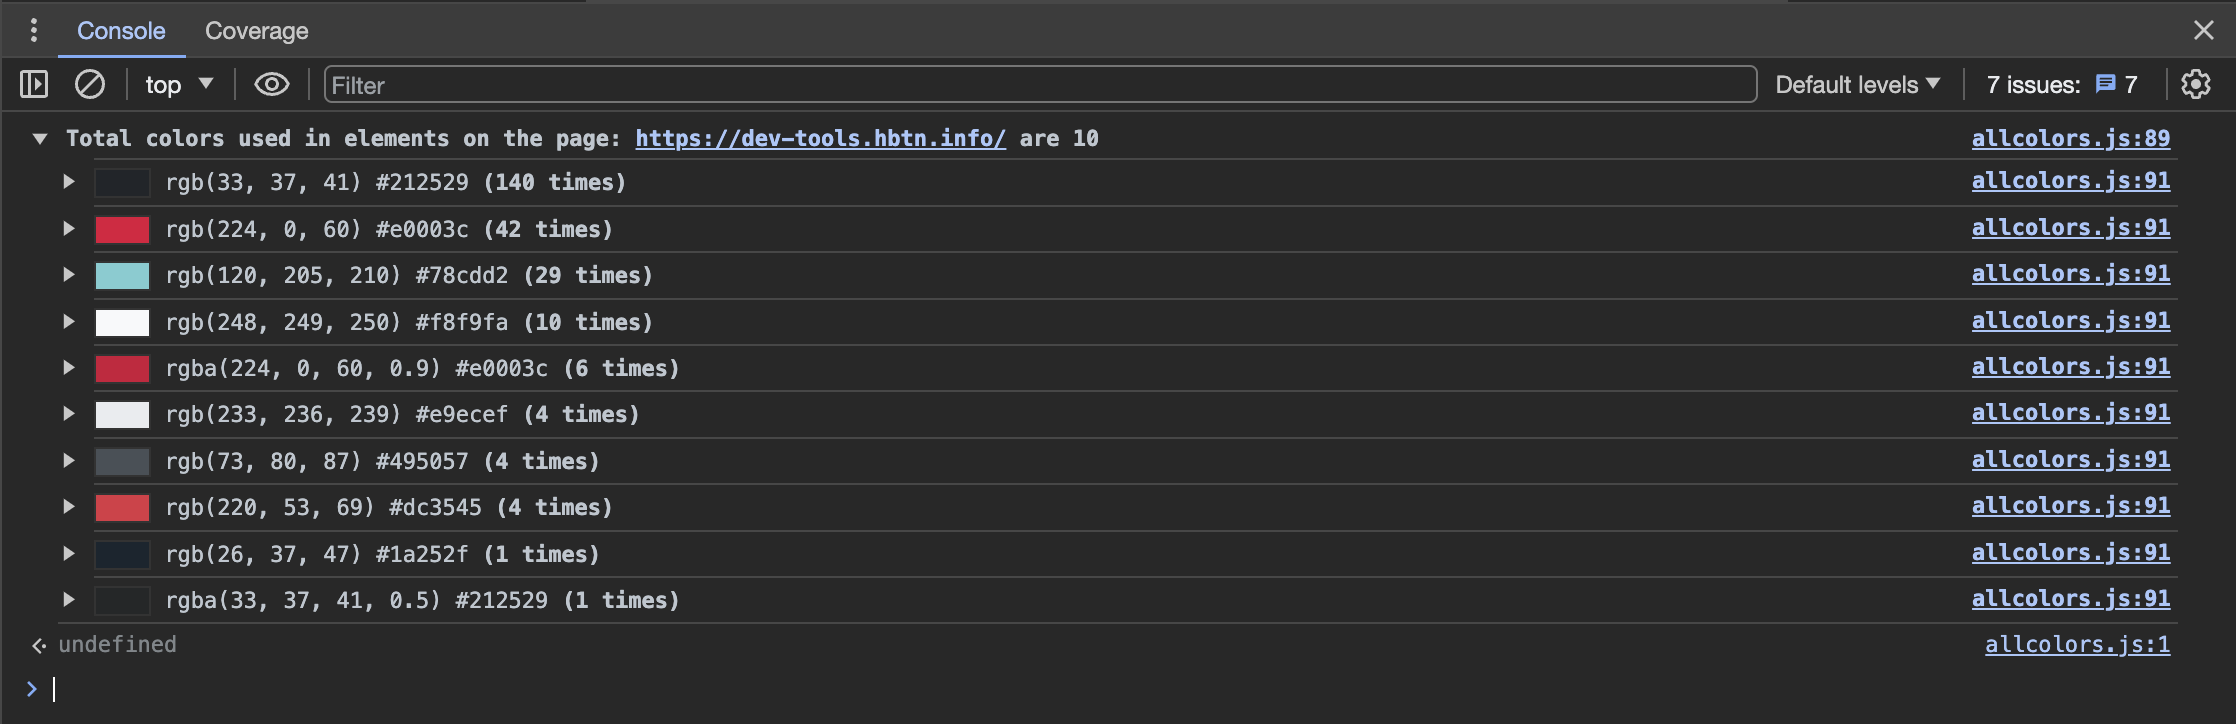 Console Coverage
top Filter Default levels 7 issues: 7
Total colors used in elements on the page: https://dev-tools.hbtn.info/ are 10 allcolors.js:89
rgb(33, 37, 41) #212529 (140 times) allcolors.js:91
rgb(224, 0, 60) #e0003c (42 times) allcolors.js:91
rgb(120, 205, 210) #78cdd2 (29 times) allcolors.js:91
rgb(248, 249, 250) #f8f9fa (10 times) allcolors.js:91
rgba(224, 0, 60, 0.9) #e0003c (6 times) allcolors.js:91
rgb(233, 236, 239) #e9ecef (4 times) allcolors.js:91
rgb(73, 80, 87) #495057 (4 times) allcolors.js:91
rgb(220, 53, 69) #dc3545 (4 times) allcolors.js:91
rgb(26, 37, 47) #1a252f (1 times) allcolors.js:91
rgba(33, 37, 41, 0.5) #212529 (1 times) allcolors.js:91
undefined allcolors.js:1